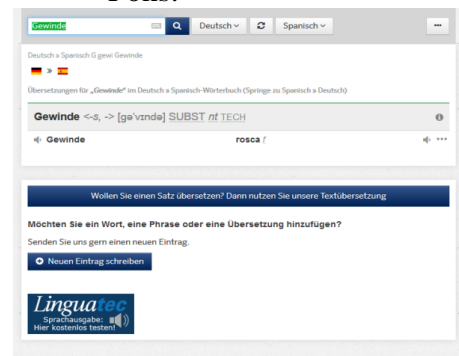 Gewinde Deutsch Spanisch
Deutsch » Spanisch G gewi Gewinde
»
Übersetzungen für „Gewinde“ im Deutsch » Spanisch-Wörterbuch (Springe zu Spanisch » Deutsch)
Gewinde <-s, -> [gəˈvɪndə] SUBST nt TECH
Gewinde rosca f
Wollen Sie einen Satz übersetzen? Dann nutzen Sie unsere Textübersetzung
Möchten Sie ein Wort, eine Phrase oder eine Übersetzung hinzufügen?
Senden Sie uns gern einen neuen Eintrag.
Neuen Eintrag schreiben
Linguatec
Sprachausgabe:
Hier kostenlos testen!